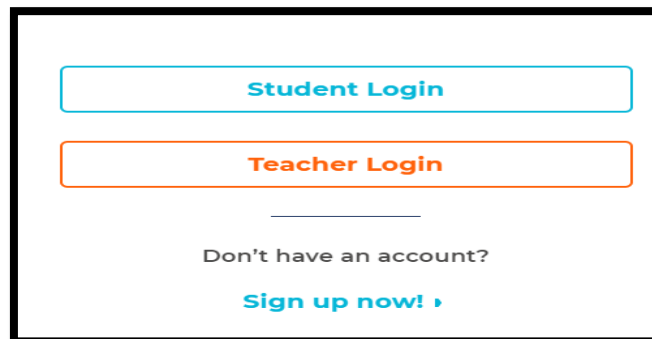 Student Login
Teacher Login
Don’t have an account?
Sign up now!